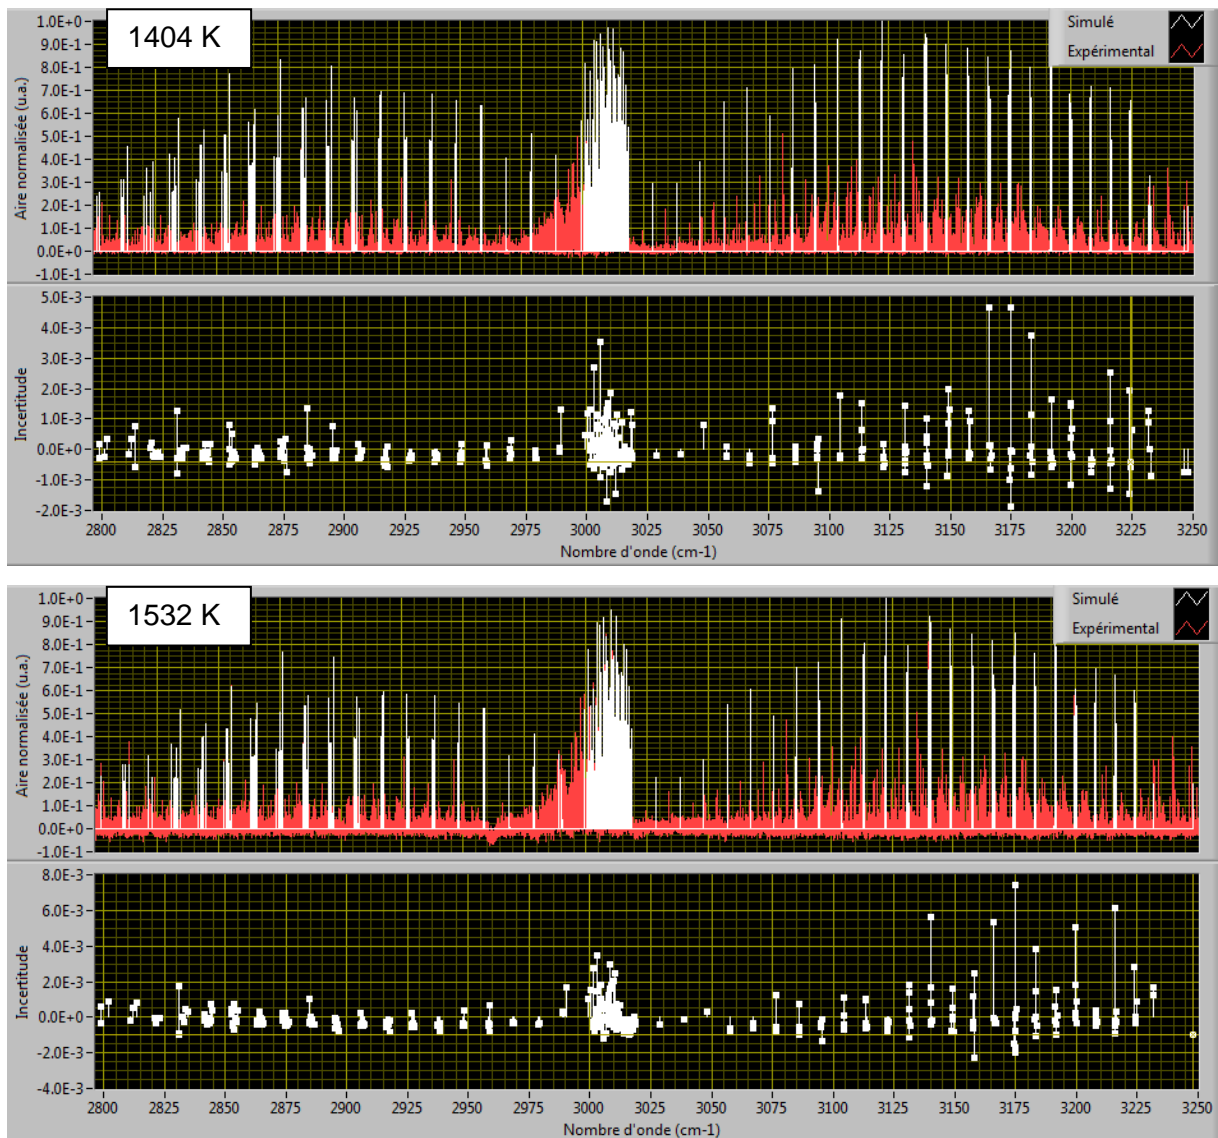 1404 K
Simulé
Expérimental
Aire normalisée (u.a.)
1.0E+0
9.0E-1
8.0E-1
7.0E-1
6.0E-1
5.0E-1
4.0E-1
3.0E-1
2.0E-1
1.0E-1
0.0E+0
-1.0E-1
Incertitude
5.0E-3
4.0E-3
3.0E-3
2.0E-3
1.0E-3
0.0E+0
-1.0E-3
-2.0E-3
2800 2825 2850 2875 2900 2925 2950 2975 3000 3025 3050 3075 3100 3125 3150 3175 3200 3225 3250
Nombre d'onde (cm-1)
1532 K
Simulé
Expérimental
Aire normalisée (u.a.)
1.0E+0
9.0E-1
8.0E-1
7.0E-1
6.0E-1
5.0E-1
4.0E-1
3.0E-1
2.0E-1
1.0E-1
0.0E+0
-1.0E-1
Incertitude
8.0E-3
6.0E-3
4.0E-3
2.0E-3
0.0E+0
-2.0E-3
-4.0E-3
2800 2825 2850 2875 2900 2925 2950 2975 3000 3025 3050 3075 3100 3125 3150 3175 3200 3225 3250
Nombre d'onde (cm-1)